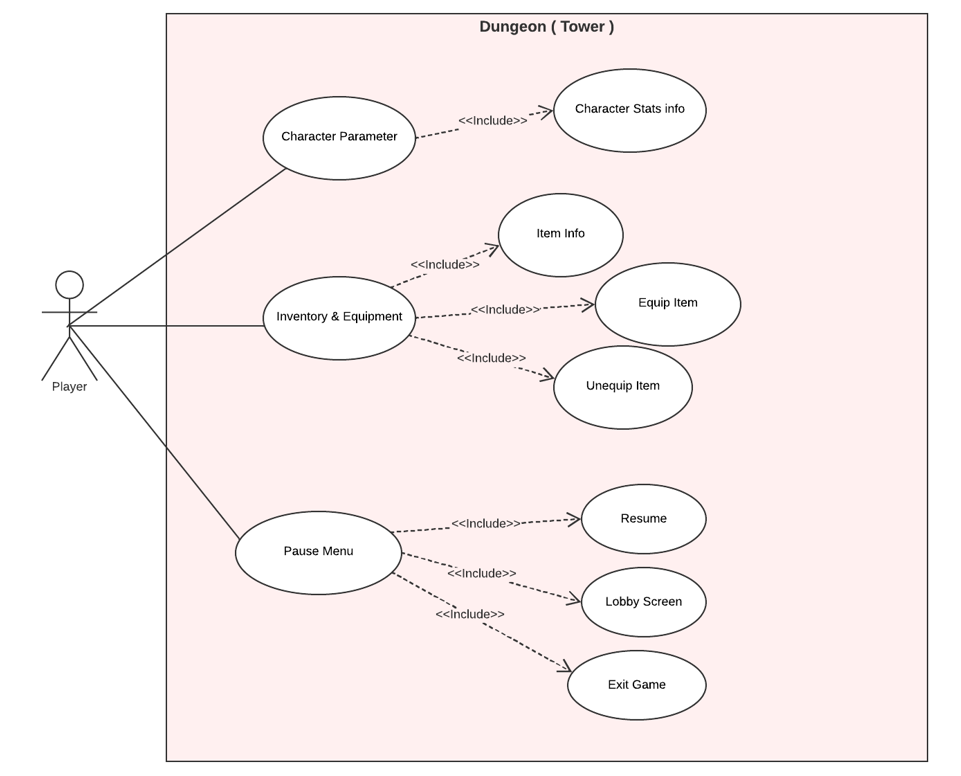 Dungeon ( Tower )
Character Parameter
<<Include>>
Character Stats info
Item Info
<<Include>>
Inventory & Equipment
<<Include>>
Equip Item
<<Include>>
Unequip Item
Player
Pause Menu
<<Include>>
Resume
<<Include>>
Lobby Screen
<<Include>>
Exit Game